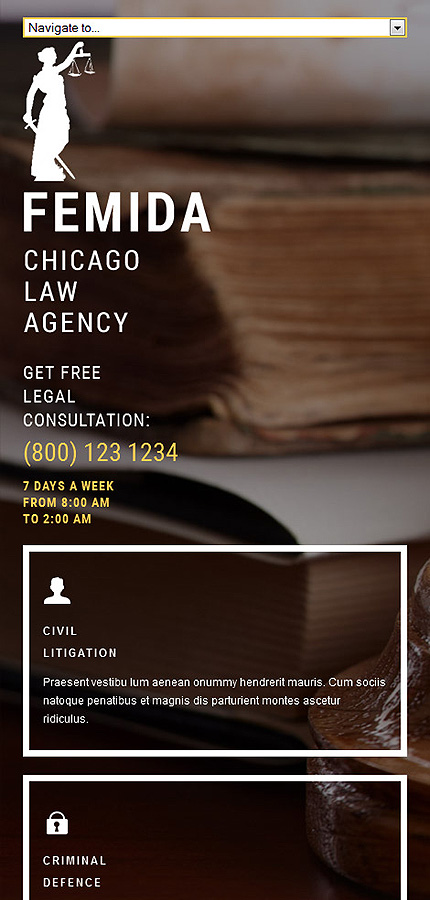 Navigate to...
FEMIDA
CHICAGO
LAW
AGENCY
GET FREE
LEGAL
CONSULTATION:
(800) 123 1234
7 DAYS A WEEK
FROM 8:00 AM
TO 2:00 AM
CIVIL
LITIGATION
Praesent vestibu lum aenean onummy hendrerit mauris. Cum sociis
natoque penatibus et magnis dis parturient montes ascetur
ridiculus.
CRIMINAL
DEFENCE